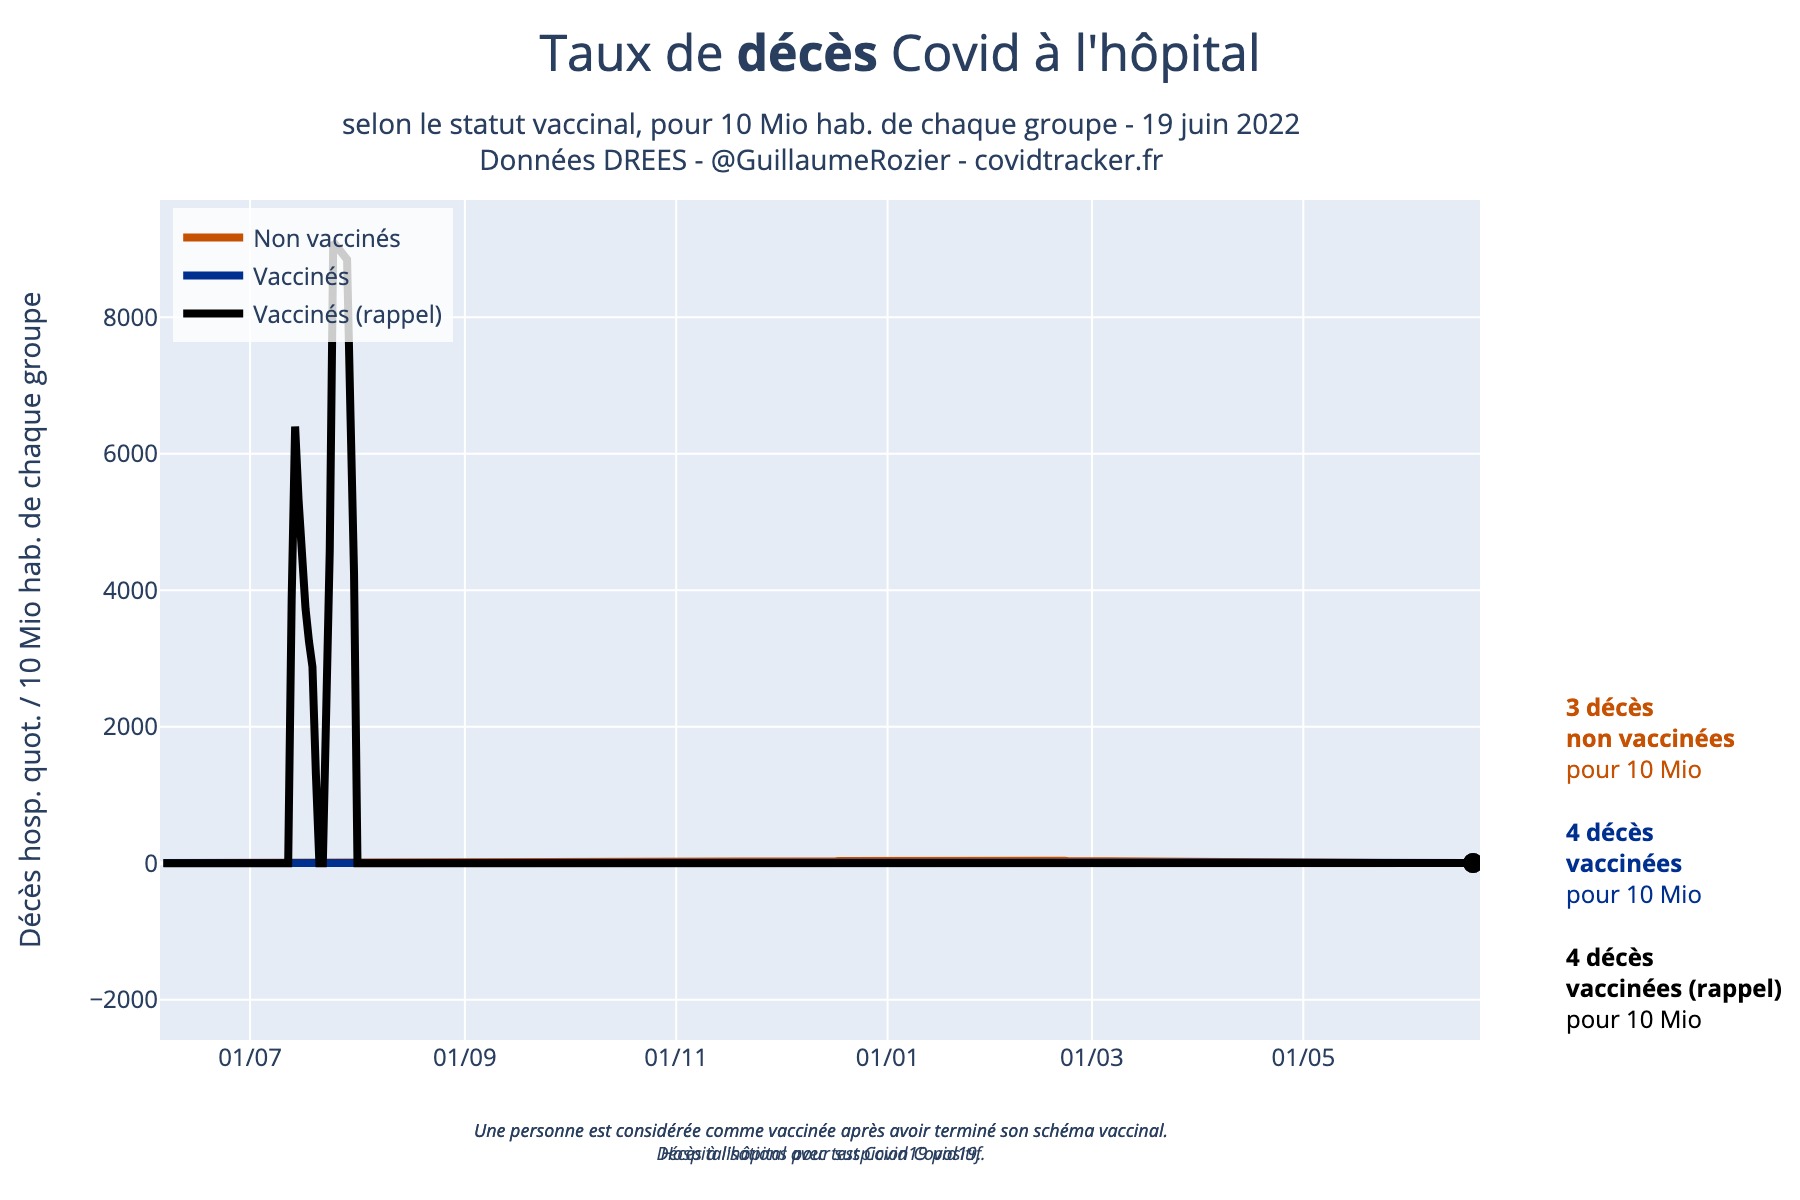 Taux de décès Covid à l'hôpital
selon le statut vaccinal, pour 10 Mio hab. de chaque groupe - 19 juin 2022
Données DREES - @GuillaumeRozier - covidtracker.fr
Non vaccinés
Vaccinés
Vaccinés (rappel)
Décès hosp. quot. / 10 Mio hab. de chaque groupe
8000
6000
4000
2000
0
−2000
01/07
01/09
01/11
01/01
01/03
01/05
3 décès
non vaccinées
pour 10 Mio
4 décès
vaccinées
pour 10 Mio
4 décès
vaccinées (rappel)
pour 10 Mio
Une personne est considérée comme vaccinée après avoir terminé son schéma vaccinal.